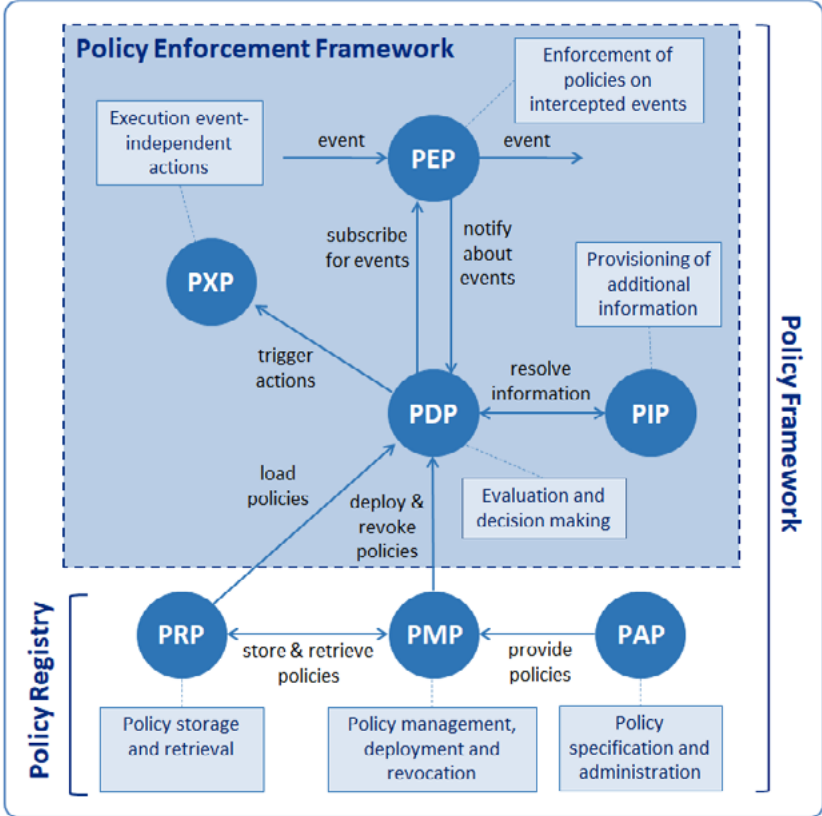 Policy Enforcement Framework
Enforcement of
policies on
intercepted events
Execution event-
independent
actions
event
PEP
event
subscribe
for events
notify
about
events
PXP
Provisioning of
additional
information
trigger
actions
resolve
information
PDP
PIP
load
policies
deploy &
revoke
policies
Evaluation and
decision making
Policy Framework
Policy Registry
PRP
store & retrieve
policies
PMP
provide
policies
PAP
Policy storage
and retrieval
Policy management,
deployment and
revocation
Policy
specification and
administration